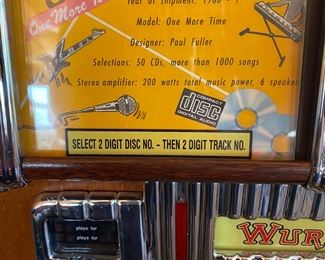 One More T
Year of shipment: 1986 -
Model: One More Time
Designer: Paul Fuller
Selections: 50 CDs, more than 1000 songs
Stereo amplifier: 200 watts total music power, 6 speaker
COMPACT
disc
DIGITAL AUDIO
SELECT 2 DIGIT DISC NO. - THEN 2 DIGIT TRACK NO.
plays for
plays for
WUR